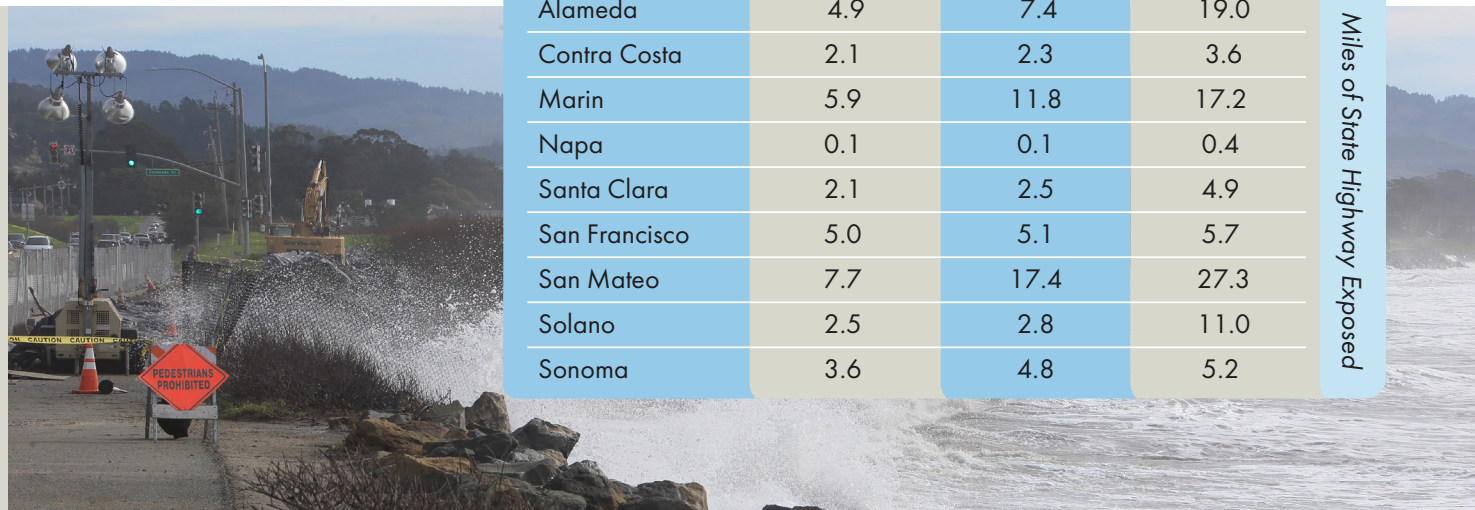 Alameda 4.9 7.4 19.0
Contra Costa 2.1 2.3 3.6
Marin 5.9 11.8 17.2
Napa 0.1 0.1 0.4
Santa Clara 2.1 2.5 4.9
San Francisco 5.0 5.1 5.7
San Mateo 7.7 17.4 27.3
Solano 2.5 2.8 11.0
Sonoma 3.6 4.8 5.2
Miles of State Highway Exposed
CAUTION CAUTION
PEDESTRIANS
PROHIBITED